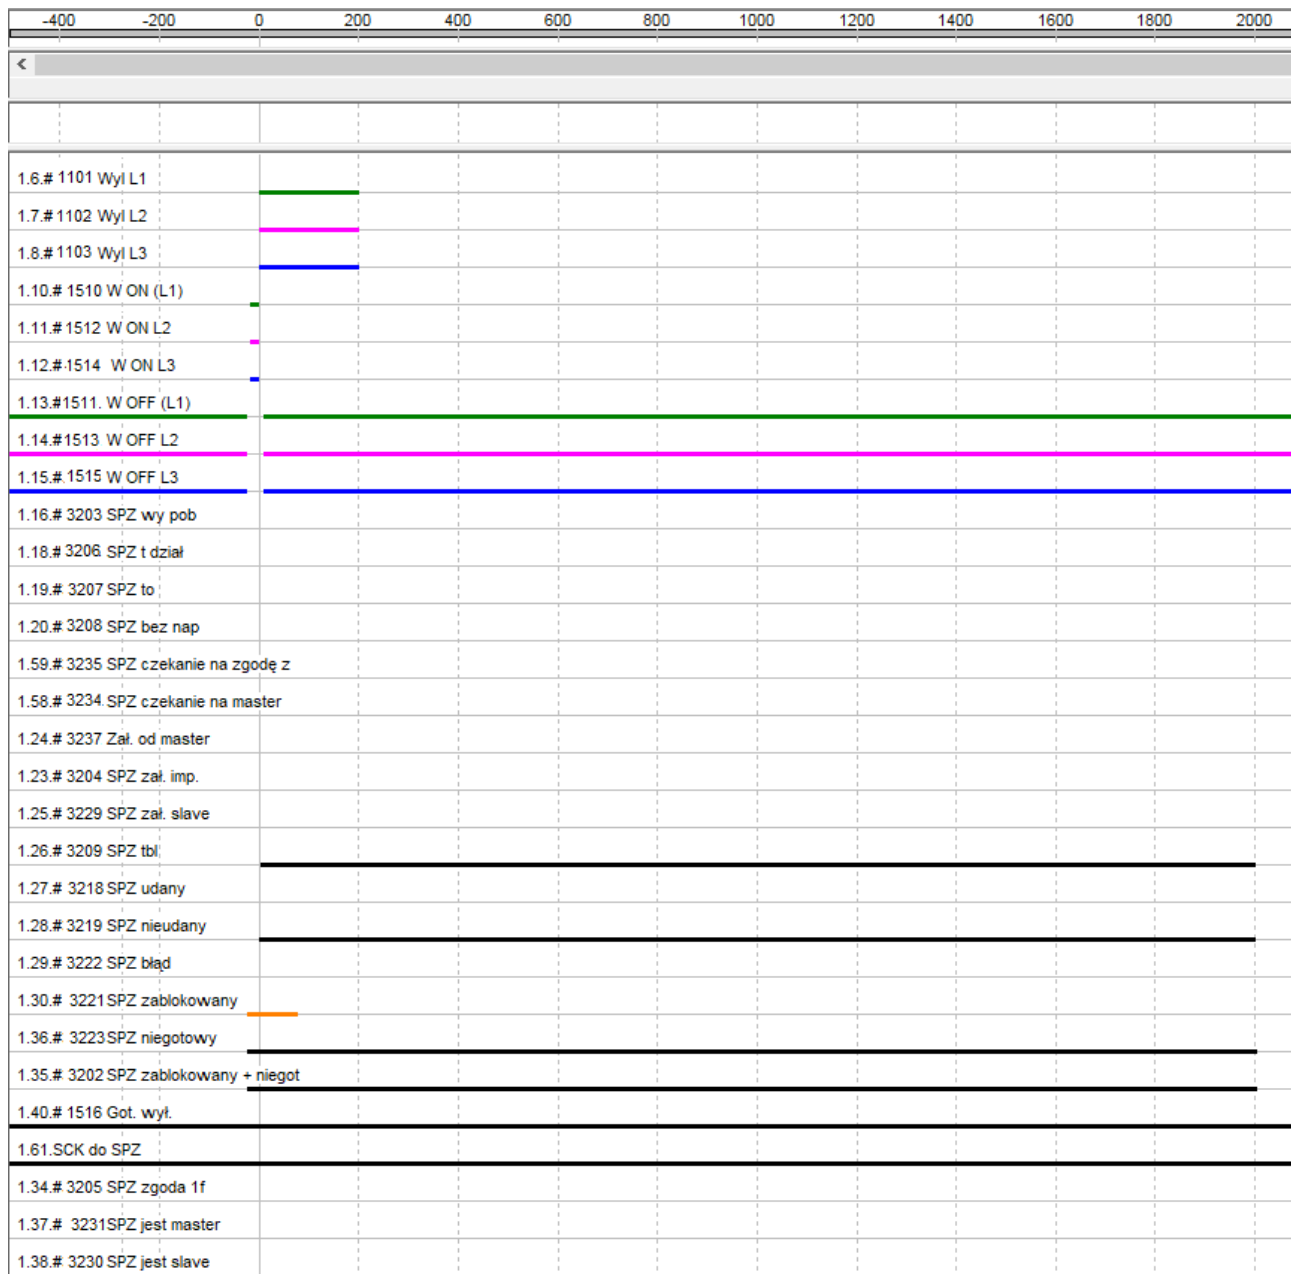 -400 -200 0 200 400 600 800 1000 1200 1400 1600 1800 2000
1.6.# 1101 Wyl L1
1.7.# 1102 Wyl L2
1.8.# 1103 Wyl L3
1.10.# 1510 W ON (L1)
1.11.# 1512 W ON L2
1.12.#.1514 W ON L3
1.13.#1511. W OFF (L1)
1.14.#1513 W OFF L2
1.15.#.1515 W OFF L3
1.16.# 3203 SPZ wy pob
1.18.# 3206. SPZ t dział
1.19.# 3207 SPZ to
1.20.# 3208 SPZ bez nap
1.59.# 3235 SPZ czekanie na zgodę z
1.58.# 3234. SPZ czekanie na master
1.24.# 3237 Zał. od master
1.23.# 3204 SPZ zał. imp.
1.25.# 3229 SPZ zał. slave
1.26.# 3209 SPZ tbl
1.27.# 3218 SPZ udany
1.28.# 3219 SPZ nieudany
1.29.# 3222 SPZ błąd
1.30.# 3221SPZ zablokowany
1.36.# 3223SPZ niegotowy
1.35.# 3202 SPZ zablokowany + niegot
1.40.# 1516 Got. wył.
1.61.SCK do SPZ
1.34.# 3205 SPZ zgoda 1f
1.37.# 3231SPZ jest master
1.38.# 3230 SPZ jest slave